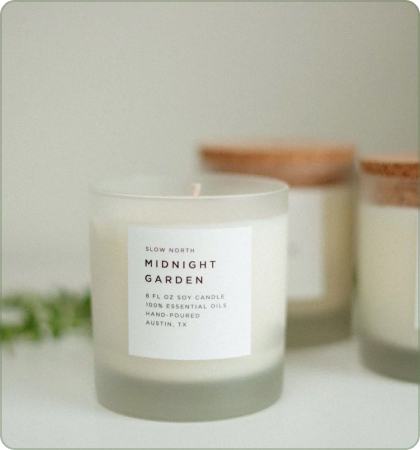 SLOW NORTH
MIDNIGHT
GARDEN
8 FL OZ SOY CANDLE
100% ESSENTIAL OILS
HAND-POURED
AUSTIN, TX